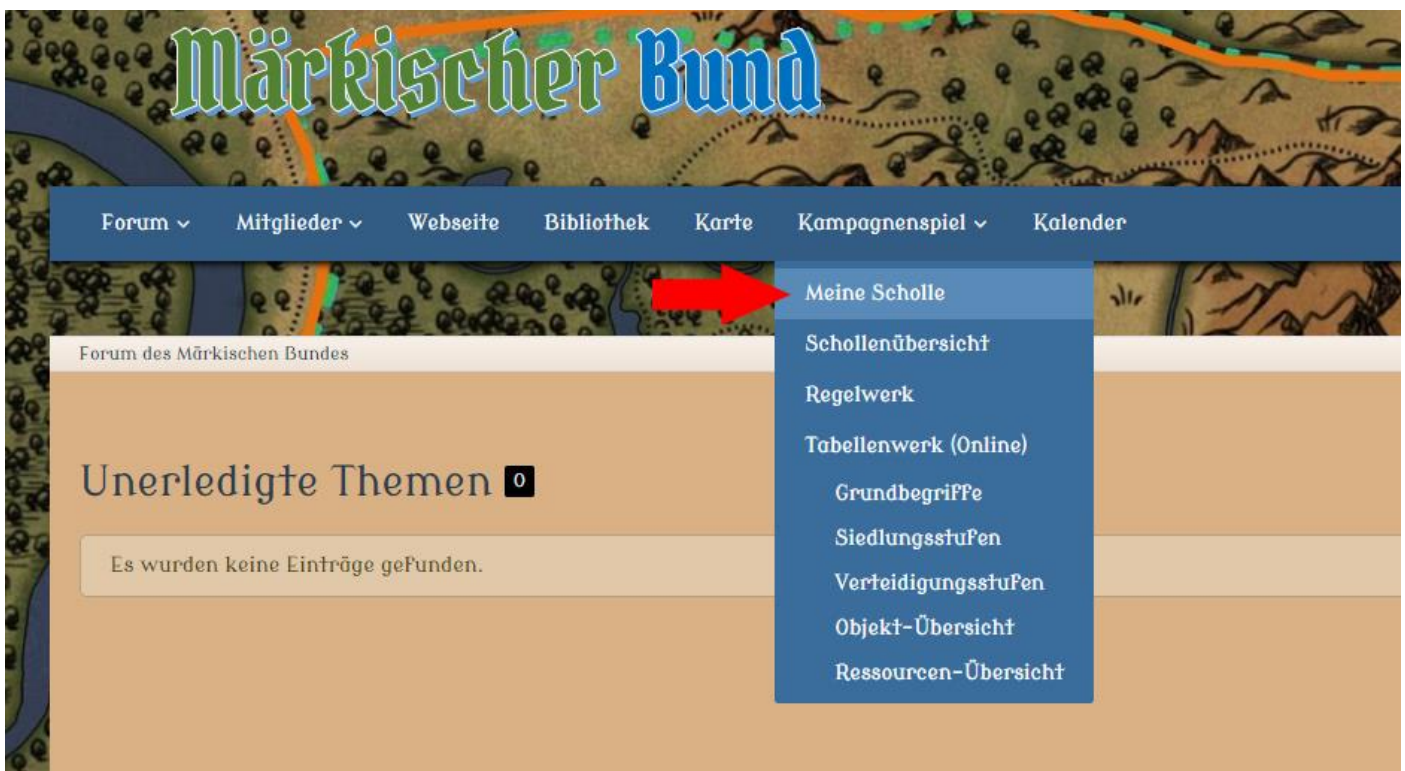 Märkischer Bund
Forum Mitglieder Webseite Bibliothek Karte Kampagnenspiel Kalender
Meine Scholle
Schollenübersicht
Regelwerk
Tabellenwerk (Online)
Grundbegriffe
Siedlungsstufen
Verteidigungsstufen
Objekt-Übersicht
Ressourcen-Übersicht
Forum des Märkischen Bundes
Unerledigte Themen 0
Es wurden keine Einträge gefunden.